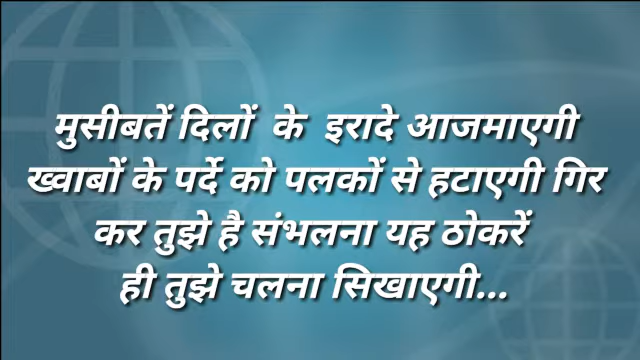 मुसीबतें दिलों के इरादे आजमाएगी
ख्वाबों के पर्दे को पलकों से हटाएगी गिर
कर तुझे है संभलना यह ठोकरें
ही तुझे चलना सिखाएगी...